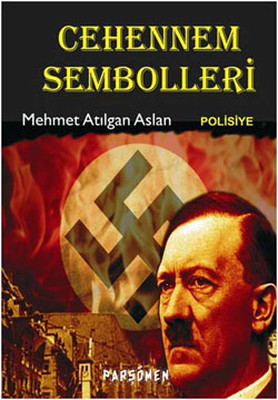 CEHENNEM
SEMBOLLERİ
Mehmet Atılgan Aslan
POLİSİYE
PARŞÖMEN